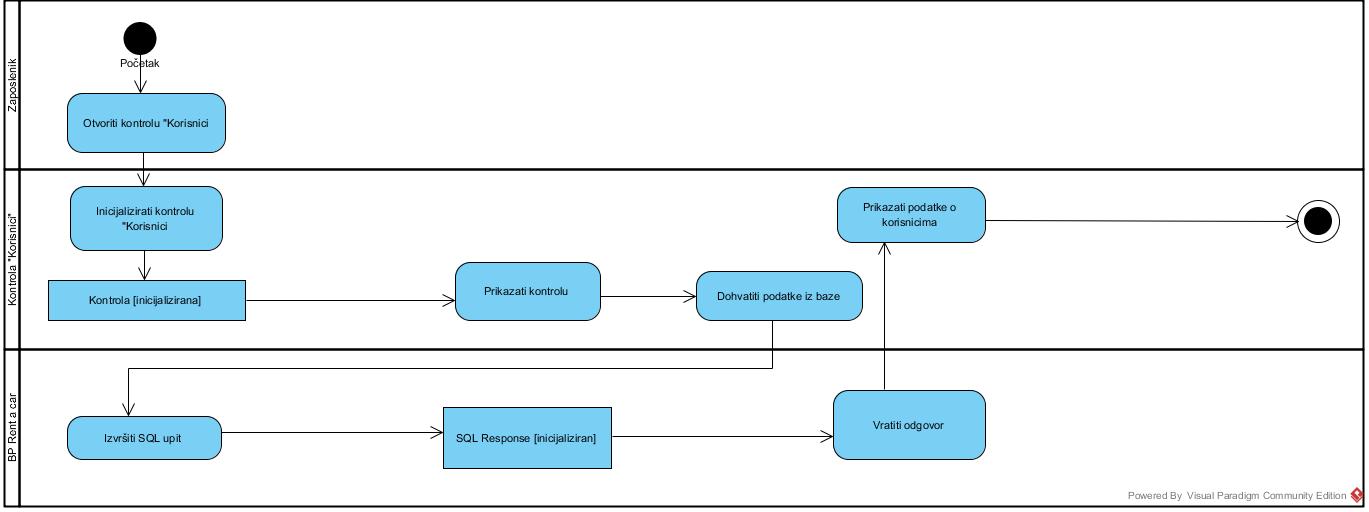 Zaposlenik
Početak
Otvoriti kontrolu "Korisnici
Kontrola "Korisnici"
Inicijalizirati kontrolu
"Korisnici
Kontrola [inicijalizirana]
Prikazati kontrolu
Dohvatiti podatke iz baze
Prikazati podatke o
korisnicima
BP Rent a car
Izvršiti SQL upit
SQL Response [inicijaliziran]
Vratiti odgovor
Powered By Visual Paradigm Community Edition